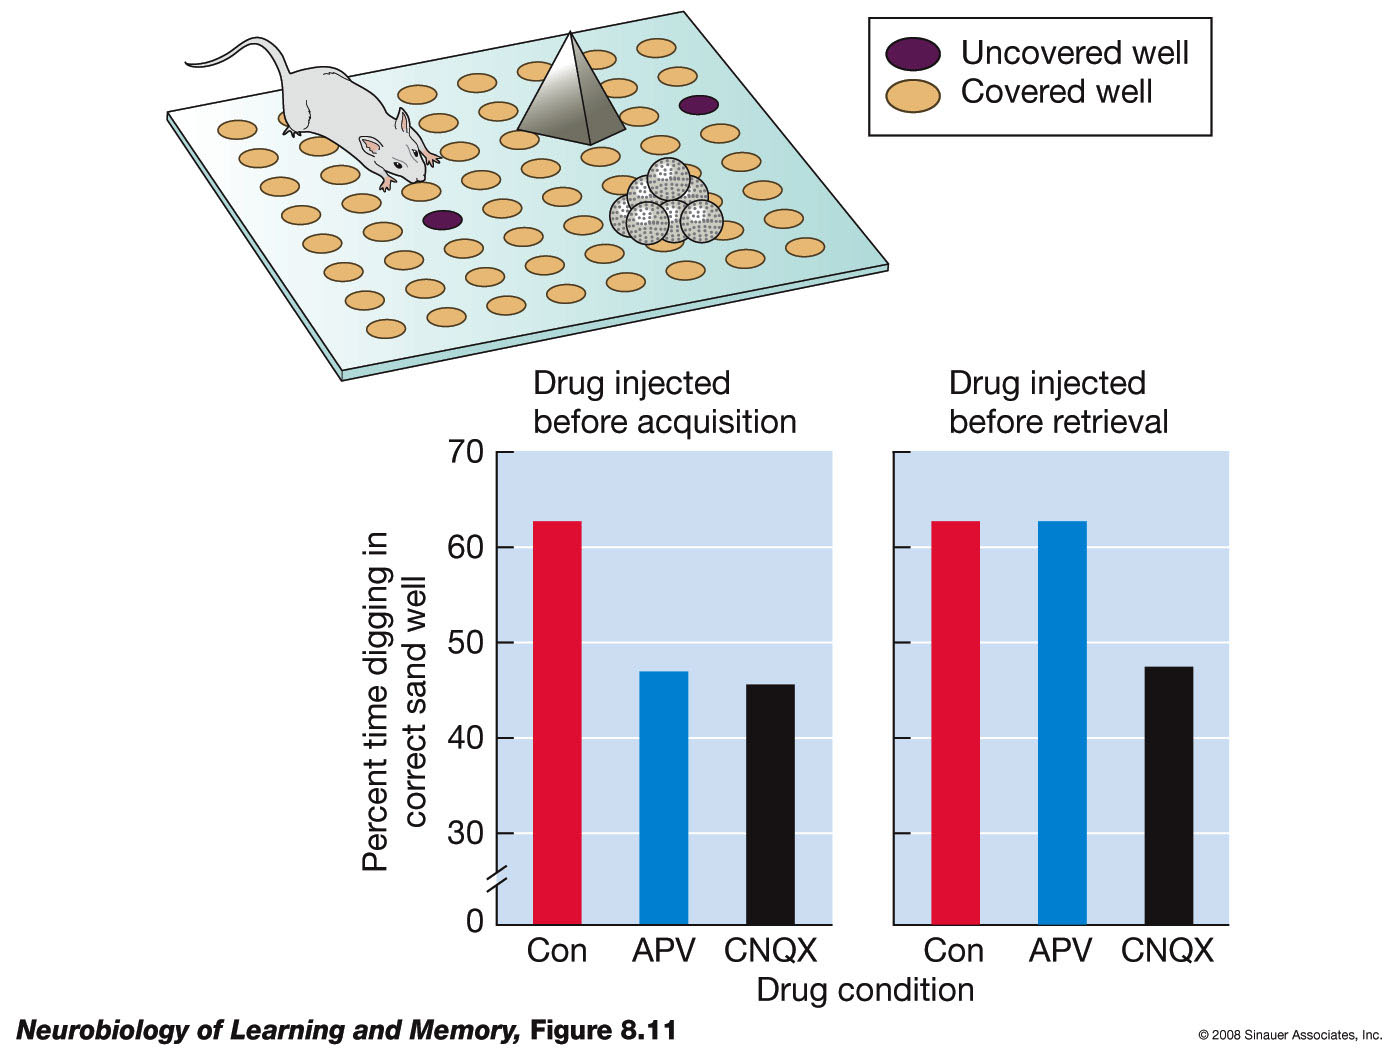 Uncovered well
Covered well
Drug injected
before acquisition
Drug injected
before retrieval
Percent time digging in
correct sand well
70
60
50
40
30
0
Con
APV
CNQX
Con
APV
CNQX
Drug condition
Neurobiology of Learning and Memory, Figure 8.11
© 2008 Sinauer Associates, Inc.